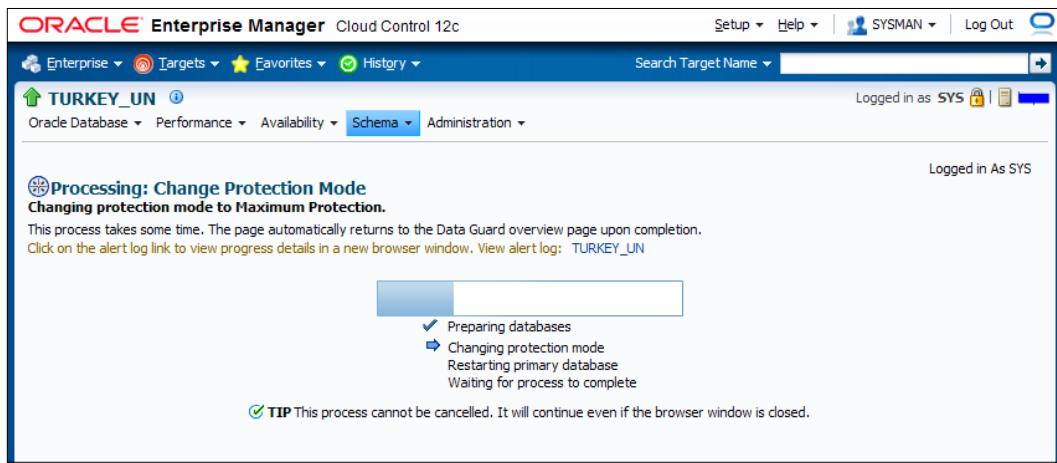 ORACLE Enterprise Manager Cloud Control 12c
Setup Help SYSMAN Log Out
Enterprise Targets Favorites History Search Target Name
TURKEY_UN Logged in as SYS
Oracle Database Performance Availability Schema Administration
Logged in As SYS
Processing: Change Protection Mode
Changing protection mode to Maximum Protection.
This process takes some time. The page automatically returns to the Data Guard overview page upon completion.
Click on the alert log link to view progress details in a new browser window. View alert log: TURKEY_UN
Preparing databases
Changing protection mode
Restarting primary database
Waiting for process to complete
TIP This process cannot be cancelled. It will continue even if the browser window is closed.